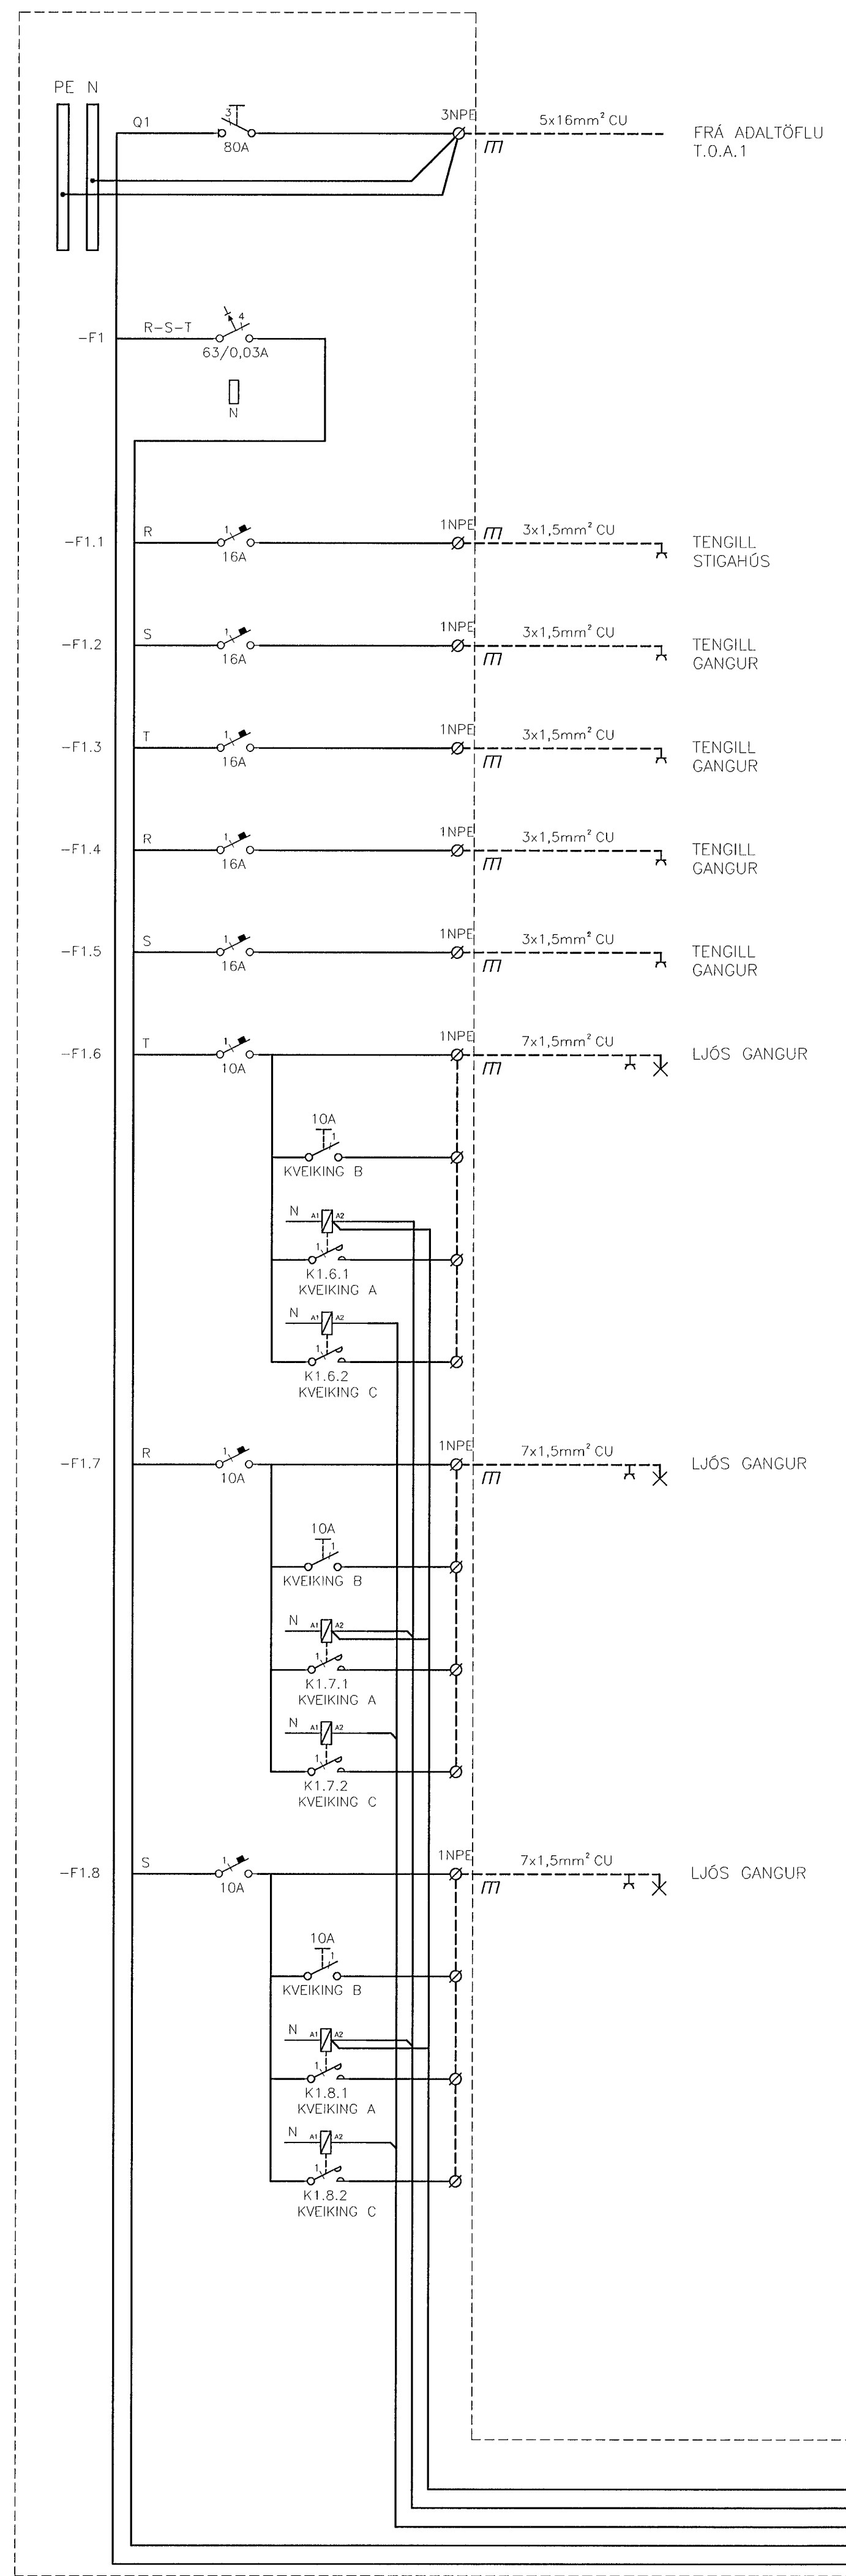 PE N
Q1
3
80A
3NPE
5x16mm² CU
FRÁ ADALTÖFLU
T.0.A.1
-F1
R-S-T
4
63/0,03A
N
-F1.1
R
1
16A
1NPE
3x1,5mm² CU
TENGILL
STIGAHÚS
-F1.2
S
1
16A
1NPE
3x1,5mm² CU
TENGILL
GANGUR
-F1.3
T
1
16A
1NPE
3x1,5mm² CU
TENGILL
GANGUR
-F1.4
R
1
16A
1NPE
3x1,5mm² CU
TENGILL
GANGUR
-F1.5
S
1
16A
1NPE
3x1,5mm² CU
TENGILL
GANGUR
-F1.6
T
1
10A
1NPE
7x1,5mm² CU
LJÓS GANGUR
10A
1
KVEIKING B
N A1 A2
1
K1.6.1
KVEIKING A
N A1 A2
1
K1.6.2
KVEIKING C
-F1.7
R
1
10A
1NPE
7x1,5mm² CU
LJÓS GANGUR
10A
1
KVEIKING B
N A1 A2
1
K1.7.1
KVEIKING A
N A1 A2
1
K1.7.2
KVEIKING C
-F1.8
S
1
10A
1NPE
7x1,5mm² CU
LJÓS GANGUR
10A
1
KVEIKING B
N A1 A2
1
K1.8.1
KVEIKING A
N A1 A2
1
K1.8.2
KVEIKING C